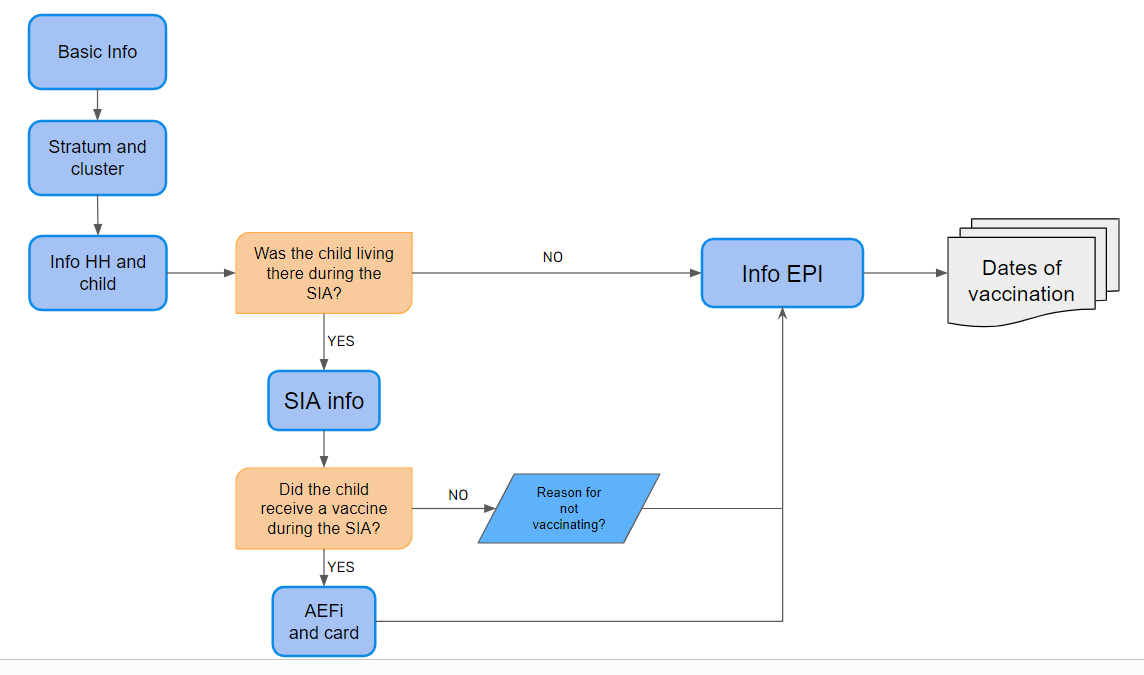 Basic Info
Stratum and
cluster
Info HH and
child
Was the child living
there during the
SIA?
NO
Info EPI
Dates of
vaccination
YES
SIA info
Did the child
receive a vaccine
during the SIA?
NO
Reason for
not
vaccinating?
YES
AEFi
and card